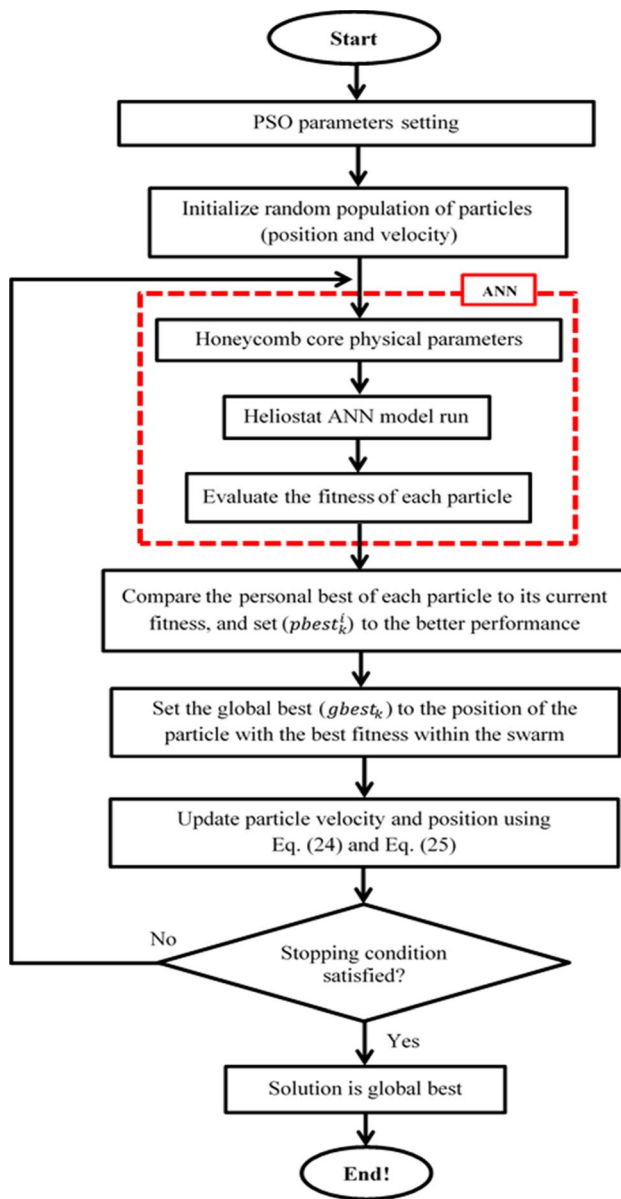 Start
PSO parameters setting
Initialize random population of particles
(position and velocity)
ANN
Honeycomb core physical parameters
Heliostat ANN model run
Evaluate the fitness of each particle
Compare the personal best of each particle to its current
fitness, and set (pbestᵢₖ) to the better performance
Set the global best (gbestₖ) to the position of the
particle with the best fitness within the swarm
Update particle velocity and position using
Eq. (24) and Eq. (25)
No
Stopping condition
satisfied?
Yes
Solution is global best
End!